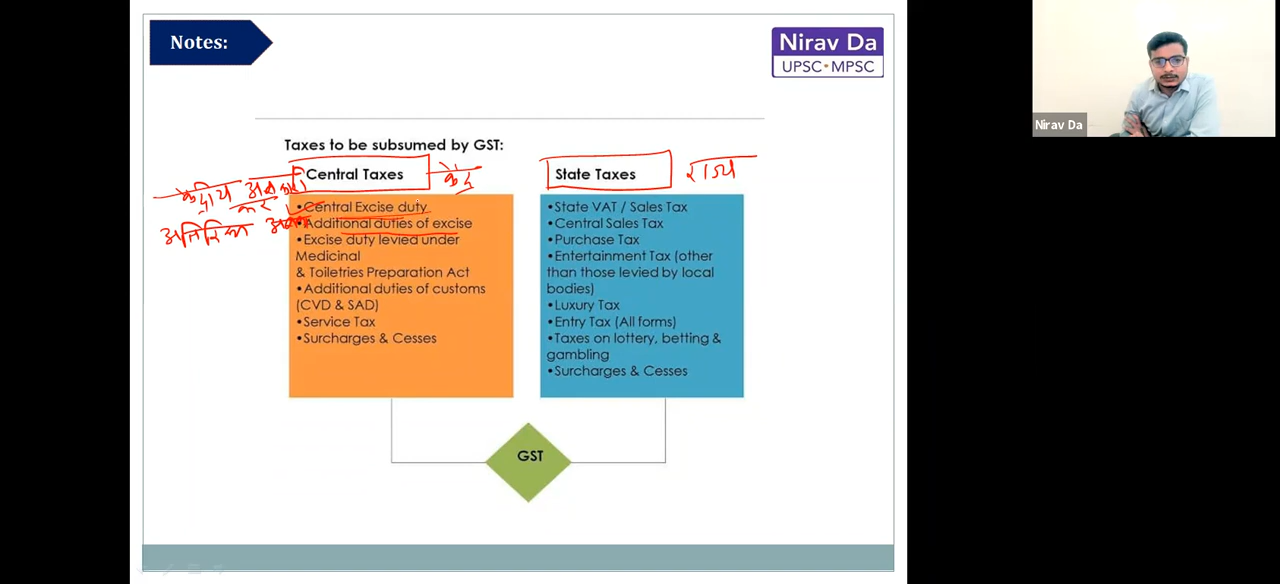 Notes:
Nirav Da
UPSC • MPSC
Nirav Da
Taxes to be subsumed by GST:
Central Taxes
केंद्र
केंद्रीय
कर
अतिरिक्त
•Central Excise duty
•Additional duties of excise
•Excise duty levied under
Medicinal
& Toiletries Preparation Act
•Additional duties of customs
(CVD & SAD)
•Service Tax
•Surcharges & Cesses
State Taxes
राज्य
•State VAT / Sales Tax
•Central Sales Tax
•Purchase Tax
•Entertainment Tax (other
than those levied by local
bodies)
•Luxury Tax
•Entry Tax (All forms)
•Taxes on lottery, betting &
gambling
•Surcharges & Cesses
GST